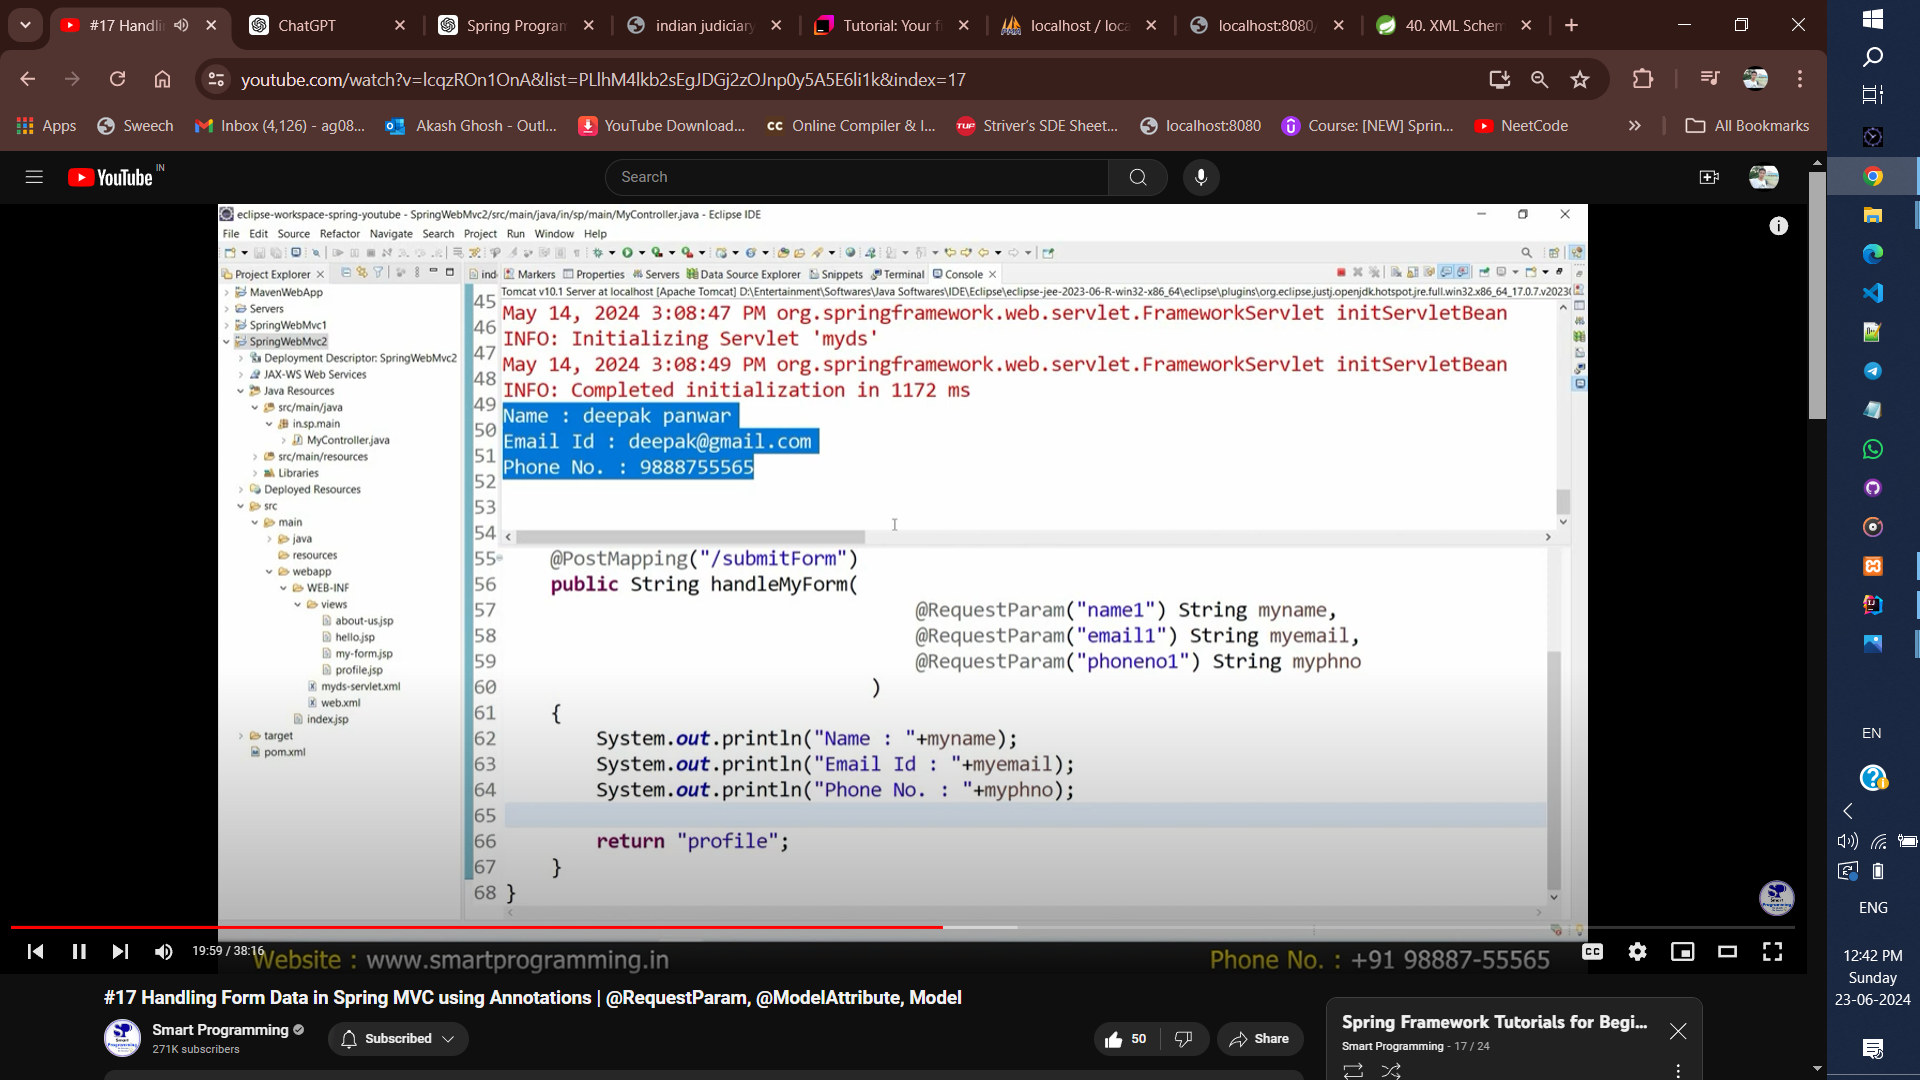 #17 Handli
ChatGPT
Spring Program
indian judiciary
Tutorial: Your f
localhost / loca
localhost:8080/
40. XML Schem
youtube.com/watch?v=lcqzROn1OnA&list=PLlhM4lkb2sEgJDGj2zOJnp0y5A5E6li1k&index=17
Apps
Sweech
Inbox (4,126) - ag08...
Akash Ghosh - Outl...
YouTube Download...
Online Compiler & I...
Striver's SDE Sheet...
localhost:8080
Course: [NEW] Sprin...
NeetCode
All Bookmarks
YouTube IN
Search
eclipse-workspace-spring-youtube - SpringWebMvc2/src/main/java/in/sp/main/MyController.java - Eclipse IDE
File Edit Source Refactor Navigate Search Project Run Window Help
Project Explorer
ind
Markers
Properties
Servers
Data Source Explorer
Snippets
Terminal
Console
MavenWebApp
Servers
SpringWebMvc1
SpringWebMvc2
Deployment Descriptor: SpringWebMvc2
JAX-WS Web Services
Java Resources
src/main/java
in.sp.main
MyController.java
src/main/resources
Libraries
Deployed Resources
src
main
java
resources
webapp
WEB-INF
views
about-us.jsp
hello.jsp
my-form.jsp
profile.jsp
myds-servlet.xml
web.xml
index.jsp
target
pom.xml
Tomcat v10.1 Server at localhost [Apache Tomcat] D:\Entertainment\Softwares\Java Softwares\IDE\Eclipse\eclipse-jee-2023-06-R-win32-x86_64\eclipse\plugins\org.eclipse.justj.openjdk.hotspot.jre.full.win32.x86_64_17.0.7.v2023
45
46
47
48
49
50
51
52
53
54
May 14, 2024 3:08:47 PM org.springframework.web.servlet.FrameworkServlet initServletBean
INFO: Initializing Servlet 'myds'
May 14, 2024 3:08:49 PM org.springframework.web.servlet.FrameworkServlet initServletBean
INFO: Completed initialization in 1172 ms
Name : deepak panwar
Email Id : deepak@gmail.com
Phone No. : 9888755565
55 @PostMapping("/submitForm")
56 public String handleMyForm(
57 @RequestParam("name1") String myname,
58 @RequestParam("email1") String myemail,
59 @RequestParam("phoneno1") String myphno
60 )
61 {
62 System.out.println("Name : "+myname);
63 System.out.println("Email Id : "+myemail);
64 System.out.println("Phone No. : "+myphno);
65
66 return "profile";
67 }
68 }
19:59 / 38:16
Website : www.smartprogramming.in
Phone No. : +91 98887-55565
#17 Handling Form Data in Spring MVC using Annotations | @RequestParam, @ModelAttribute, Model
Smart Programming
271K subscribers
Subscribed
50
Share
Spring Framework Tutorials for Begi...
Smart Programming - 17 / 24
EN
ENG
12:42 PM
Sunday
23-06-2024